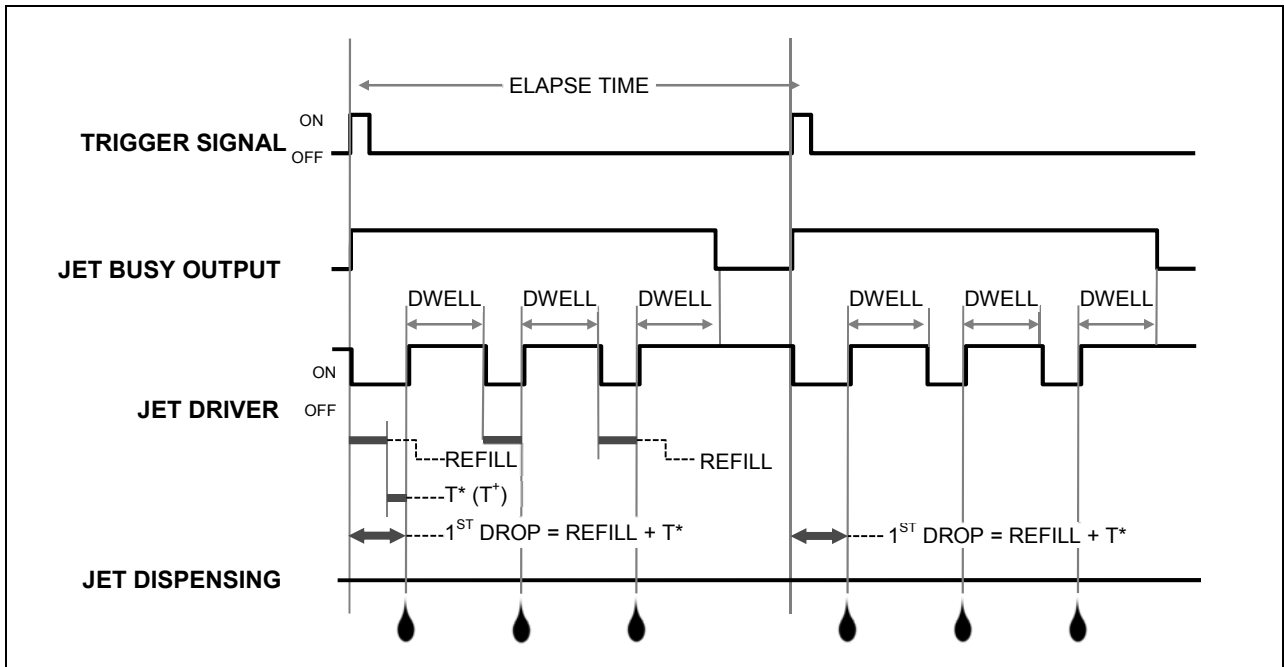 ELAPSE TIME
ON
TRIGGER SIGNAL
OFF
JET BUSY OUTPUT
DWELL DWELL DWELL DWELL DWELL DWELL
ON
JET DRIVER OFF
REFILL REFILL
T* (T⁺)
1ST DROP = REFILL + T* 1ST DROP = REFILL + T*
JET DISPENSING